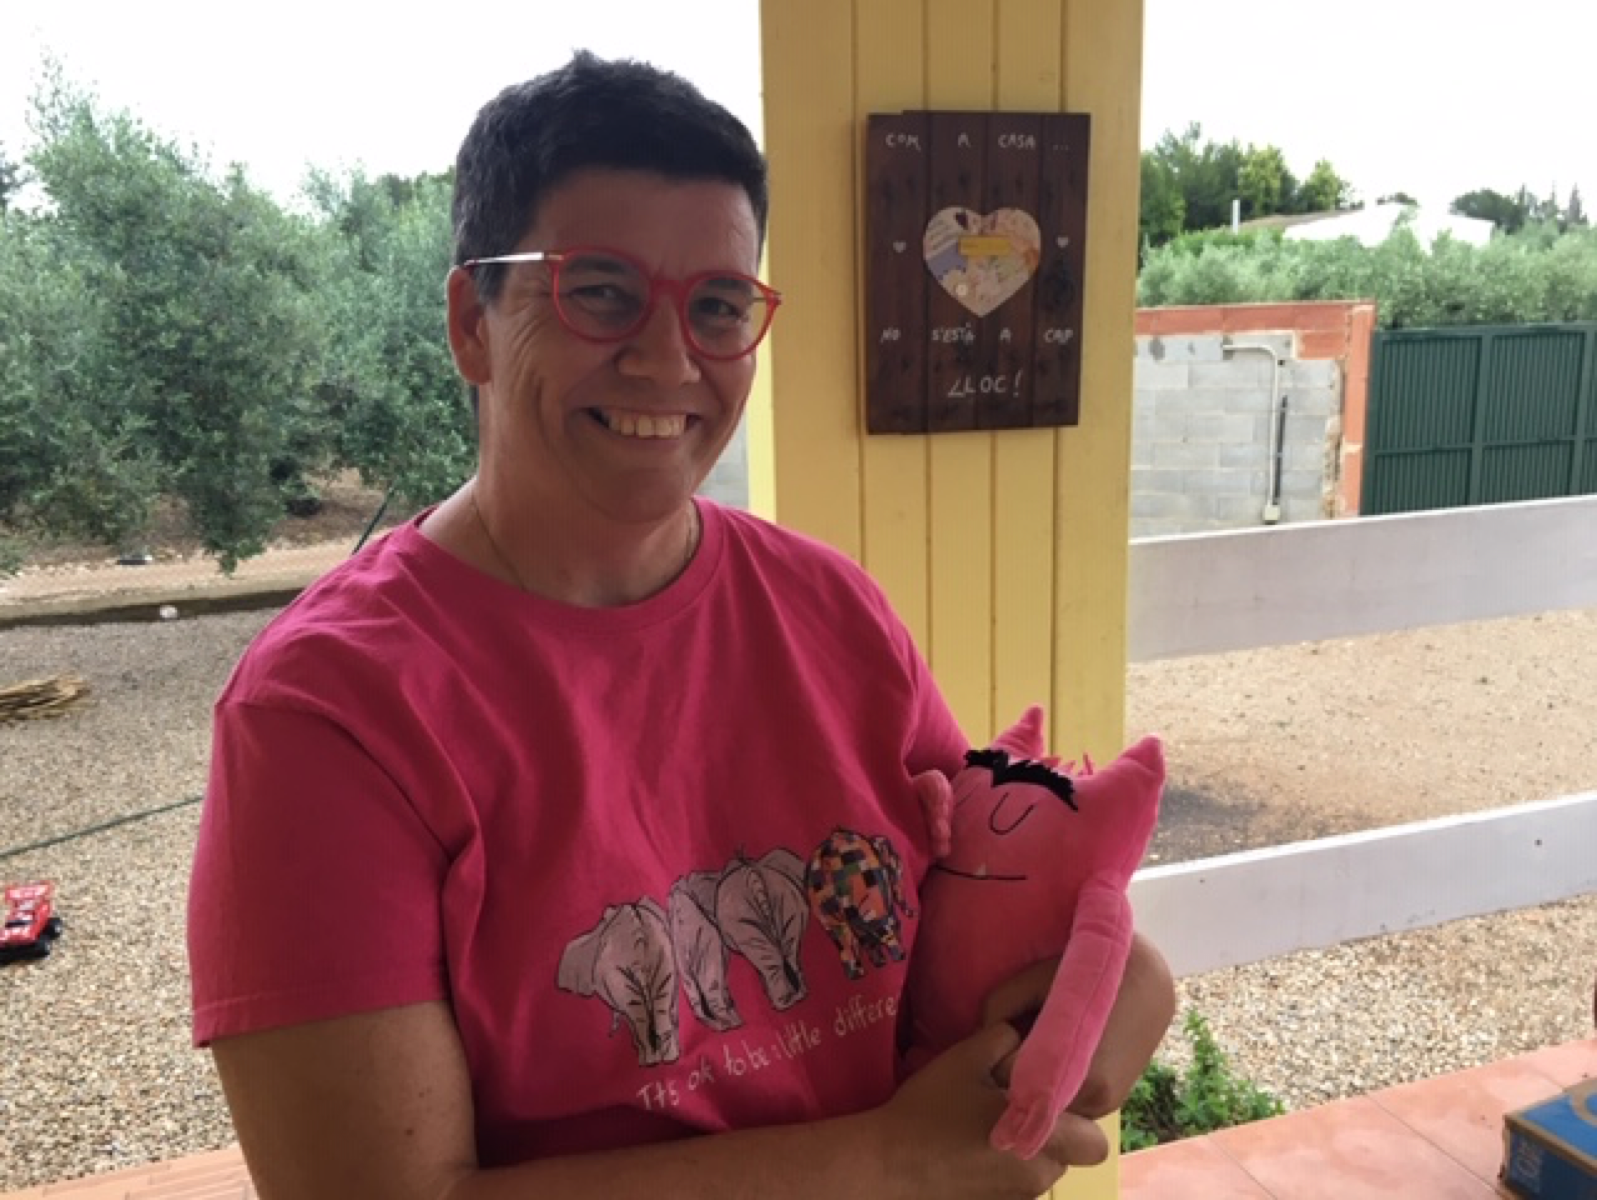 COM A CASA ...
NO S'ESTÀ A CAP
LLOC!
It's ok to be a little differe